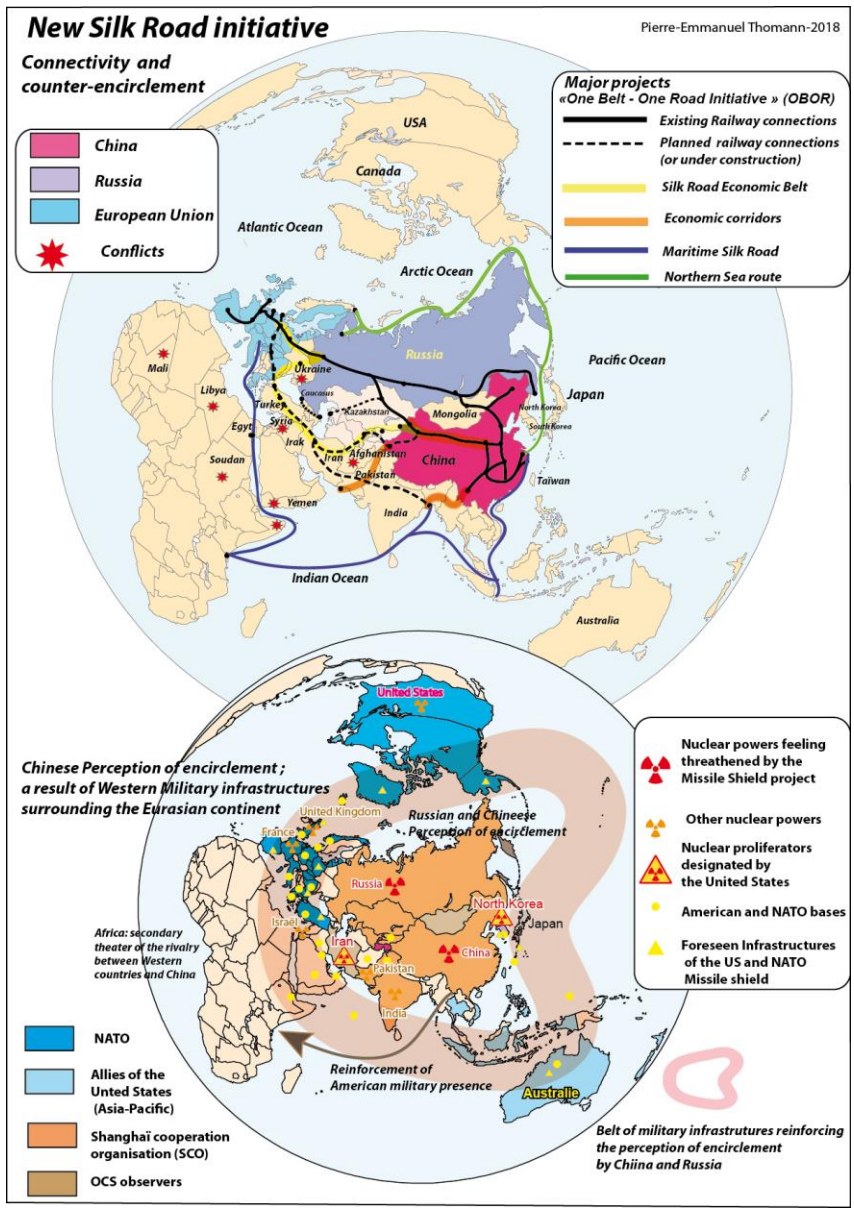 New Silk Road initiative
Pierre-Emmanuel Thomann-2018
Connectivity and
counter-encirclement
China
Russia
European Union
Conflicts
Major projects
«One Belt - One Road Initiative » (OBOR)
Existing Railway connections
Planned railway connections
(or under construction)
Silk Road Economic Belt
Economic corridors
Maritime Silk Road
Northern Sea route
USA
Canada
Atlantic Ocean
Arctic Ocean
Pacific Ocean
Russia
Mali
Libya
Egyt
Soudan
Yemen
Ukraine
Caucasus
Turkey
Syria
Irak
Iran
Kazakhstan
Afghanistan
Pakistan
Mongolia
China
India
North Korea
South Korea
Japan
Taïwan
Indian Ocean
Australia
Chinese Perception of encirclement ;
a result of Western Military infrastructures
surrounding the Eurasian continent
United States
United Kingdom
France
Russian and Chineese
Perception of encirclement
Russia
North Korea
Japan
Israël
Iran
Pakistan
China
India
Africa: secondary
theater of the rivalry
between Western
countries and China
Reinforcement of
American military presence
Australie
Nuclear powers feeling
threathened by the
Missile Shield project
Other nuclear powers
Nuclear proliferators
designated by
the United States
American and NATO bases
Foreseen Infrastructures
of the US and NATO
Missile shield
NATO
Allies of the
Unted States
(Asia-Pacific)
Shanghaï cooperation
organisation (SCO)
OCS observers
Belt of military infrastrutures reinforcing
the perception of encirclement
by Chiina and Russia